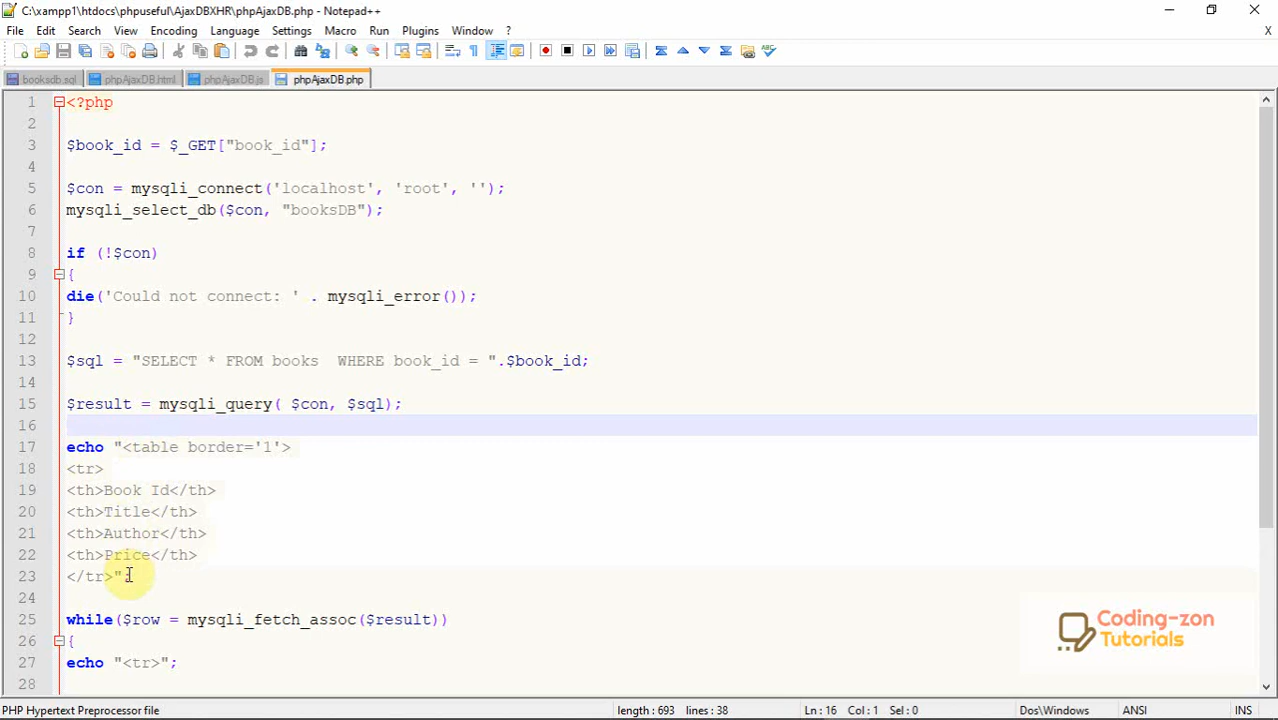 C:\xampp1\htdocs\phpuseful\AjaxDBXHR\phpAjaxDB.php - Notepad++
File Edit Search View Encoding Language Settings Macro Run Plugins Window ? X
booksdb.sql phpAjaxDB.html phpAjaxDB.js phpAjaxDB.php
1 <?php
2
3 $book_id = $_GET["book_id"];
4
5 $con = mysqli_connect('localhost', 'root', '');
6 mysqli_select_db($con, "booksDB");
7
8 if (!$con)
9 {
10 die('Could not connect: ' . mysqli_error());
11 }
12
13 $sql = "SELECT * FROM books  WHERE book_id = ".$book_id;
14
15 $result = mysqli_query( $con, $sql);
16
17 echo "<table border='1'>
18 <tr>
19 <th>Book Id</th>
20 <th>Title</th>
21 <th>Author</th>
22 <th>Price</th>
23 </tr>";
24
25 while($row = mysqli_fetch_assoc($result))
26 {
27 echo "<tr>";
28
Coding-zon
Tutorials
PHP Hypertext Preprocessor file length : 693 lines : 38 Ln : 16 Col : 1 Sel : 0 Dos\Windows ANSI INS